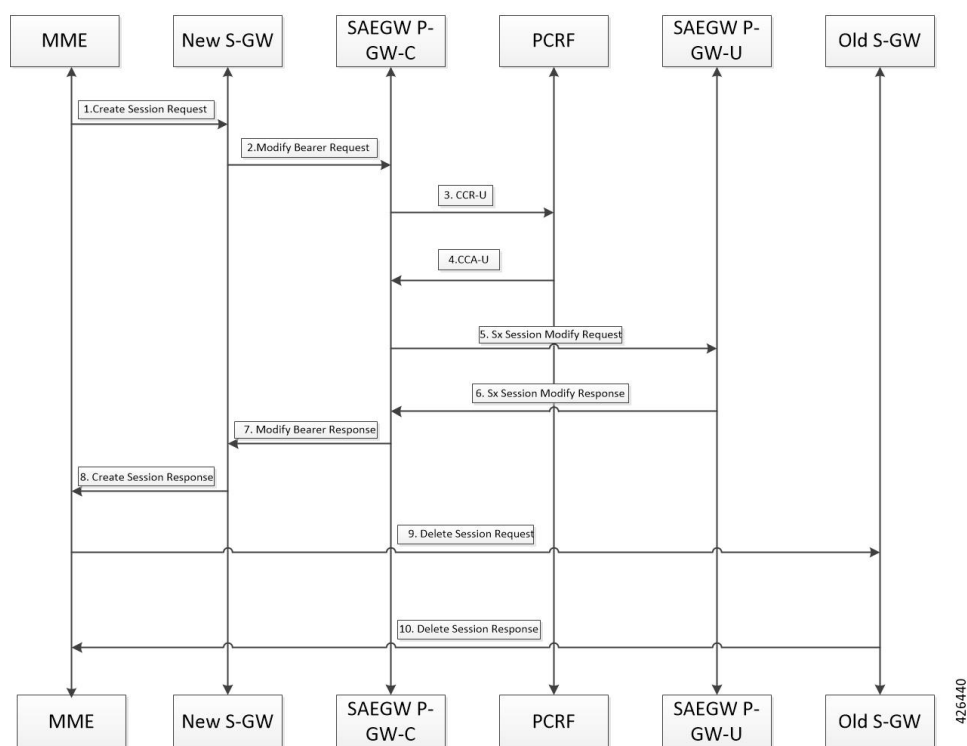 MME
New S-GW
SAEGW P-
GW-C
PCRF
SAEGW P-
GW-U
Old S-GW
1.Create Session Request
2.Modify Bearer Request
3. CCR-U
4.CCA-U
5. Sx Session Modify Request
6. Sx Session Modify Response
7. Modify Bearer Response
8. Create Session Response
9. Delete Session Request
10. Delete Session Response
MME
New S-GW
SAEGW P-
GW-C
PCRF
SAEGW P-
GW-U
Old S-GW
426440